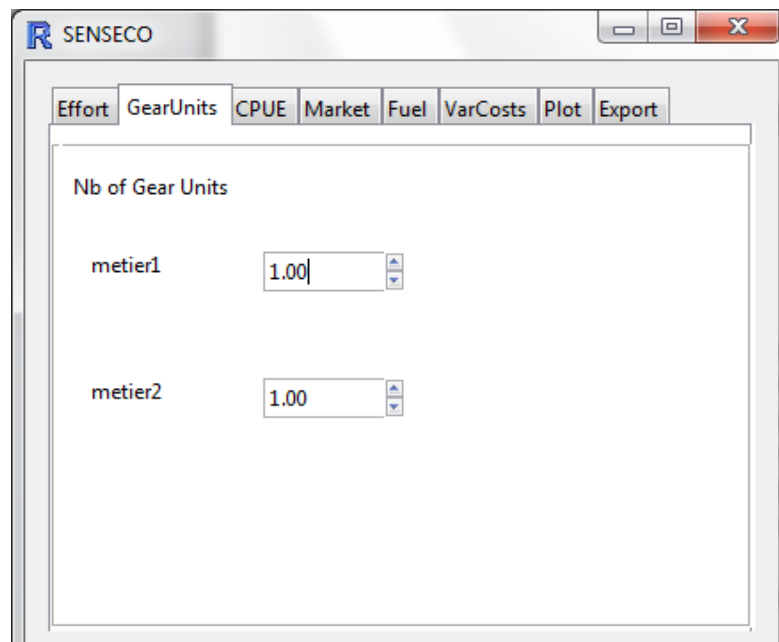 SENSECO
Effort GearUnits CPUE Market Fuel VarCosts Plot Export
Nb of Gear Units
metier1 1.00
metier2 1.00